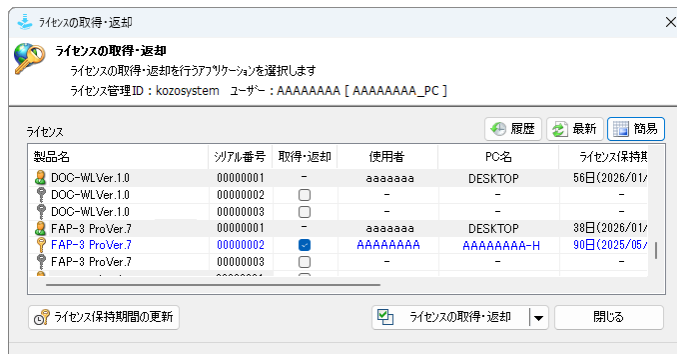 ライセンスの取得・返却
ライセンスの取得・返却
ライセンスの取得・返却を行うアプリケーションを選択します
ライセンス管理ID：kozosystem ユーザー：AAAAAAAA [ AAAAAAAA_PC ]
ライセンス 履歴 最新 簡易
製品名 シリアル番号 取得・返却 使用者 PC名 ライセンス保持期
DOC-WLVer.1.0 00000001 - aaaaaaa DESKTOP 56日(2026/01/
DOC-WLVer.1.0 00000002 - - -
DOC-WLVer.1.0 00000003 - - -
FAP-3 ProVer.7 00000001 - aaaaaaa DESKTOP 38日(2026/01/
FAP-3 ProVer.7 00000002 AAAAAAAA AAAAAAAA-H 90日(2025/05/
FAP-3 ProVer.7 00000003 - - -
ライセンス保持期間の更新 ライセンスの取得・返却 閉じる